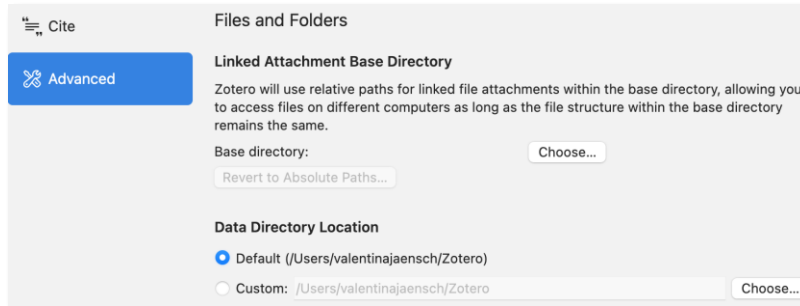 Cite
Advanced
Files and Folders
Linked Attachment Base Directory
Zotero will use relative paths for linked file attachments within the base directory, allowing you
to access files on different computers as long as the file structure within the base directory
remains the same.
Base directory:
Choose...
Revert to Absolute Paths...
Data Directory Location
Default (/Users/valentinajaensch/Zotero)
Custom: /Users/valentinajaensch/Zotero
Choose...